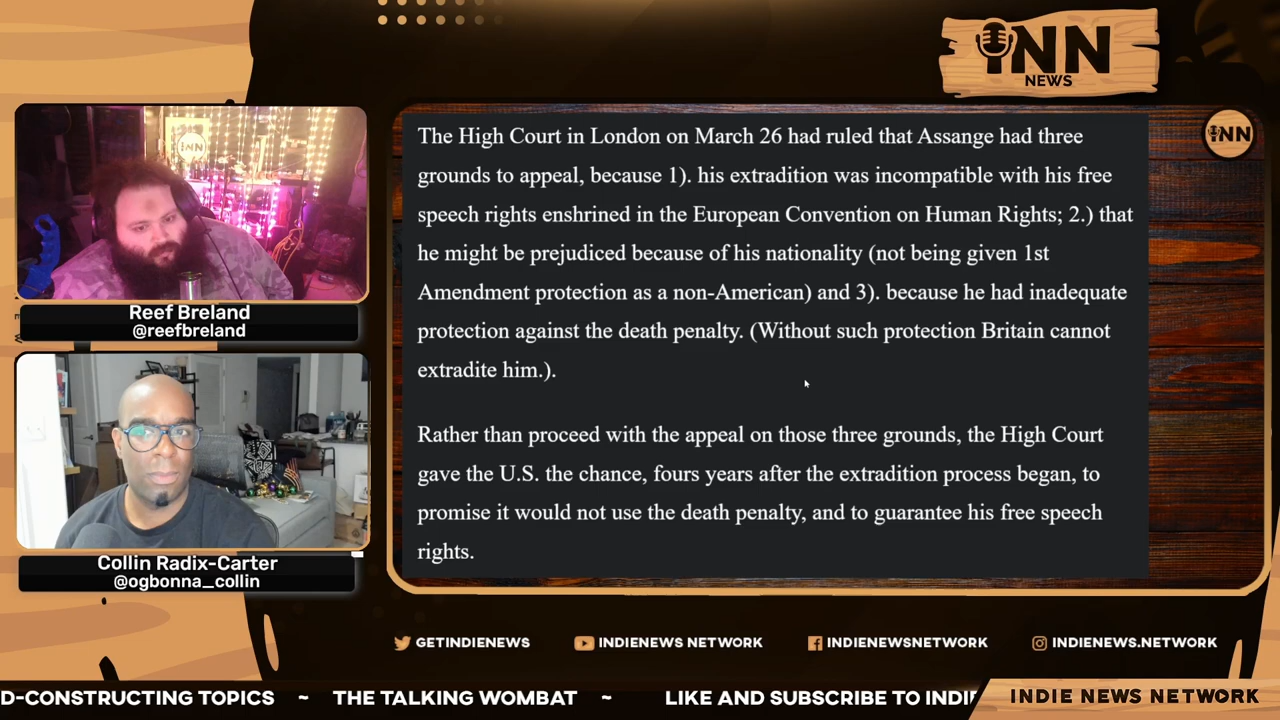 iNN
NEWS
iNN
iNN
The High Court in London on March 26 had ruled that Assange had three
grounds to appeal, because 1). his extradition was incompatible with his free
speech rights enshrined in the European Convention on Human Rights; 2.) that
he might be prejudiced because of his nationality (not being given 1st
Amendment protection as a non-American) and 3). because he had inadequate
protection against the death penalty. (Without such protection Britain cannot
extradite him.).
Rather than proceed with the appeal on those three grounds, the High Court
gave the U.S. the chance, fours years after the extradition process began, to
promise it would not use the death penalty, and to guarantee his free speech
rights.
Reef Breland
@reefbreland
Collin Radix-Carter
@ogbonna_collin
GETINDIENEWS
INDIENEWS NETWORK
INDIENEWSNETWORK
INDIENEWS.NETWORK
D-CONSTRUCTING TOPICS ~ THE TALKING WOMBAT ~ LIKE AND SUBSCRIBE TO INDIE
INDIE NEWS NETWORK